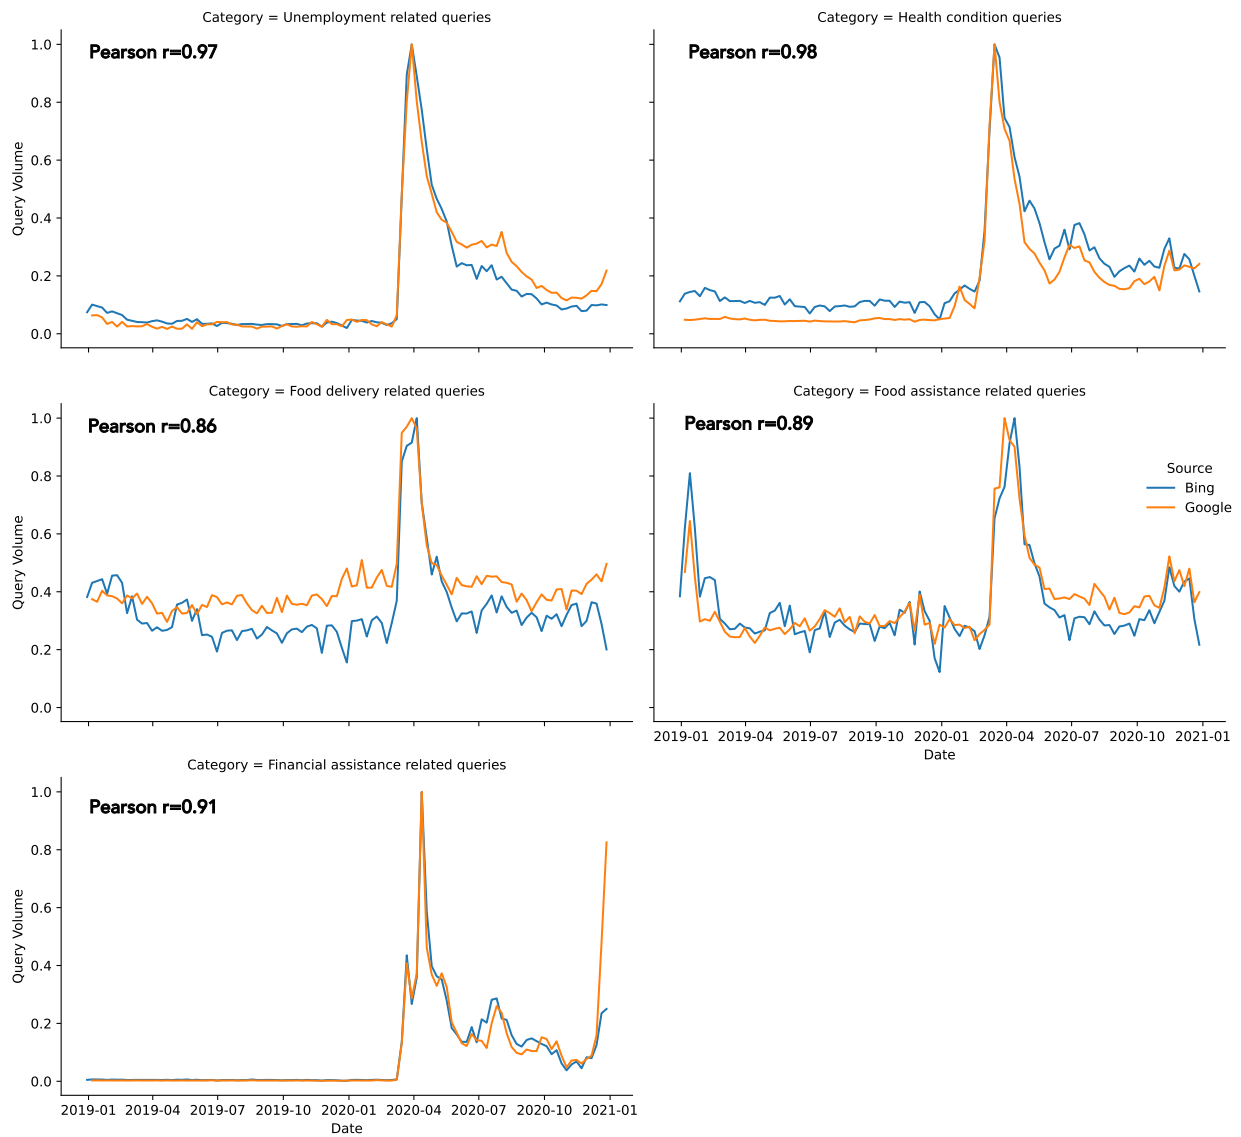 Category = Unemployment related queries
Pearson r=0.97
1.0
0.8
0.6
0.4
0.2
0.0
Query Volume
Category = Health condition queries
Pearson r=0.98
Category = Food delivery related queries
Pearson r=0.86
1.0
0.8
0.6
0.4
0.2
0.0
Query Volume
Category = Food assistance related queries
Pearson r=0.89
2019-01 2019-04 2019-07 2019-10 2020-01 2020-04 2020-07 2020-10 2021-01
Date
Source
Bing
Google
Category = Financial assistance related queries
Pearson r=0.91
1.0
0.8
0.6
0.4
0.2
0.0
Query Volume
2019-01 2019-04 2019-07 2019-10 2020-01 2020-04 2020-07 2020-10 2021-01
Date